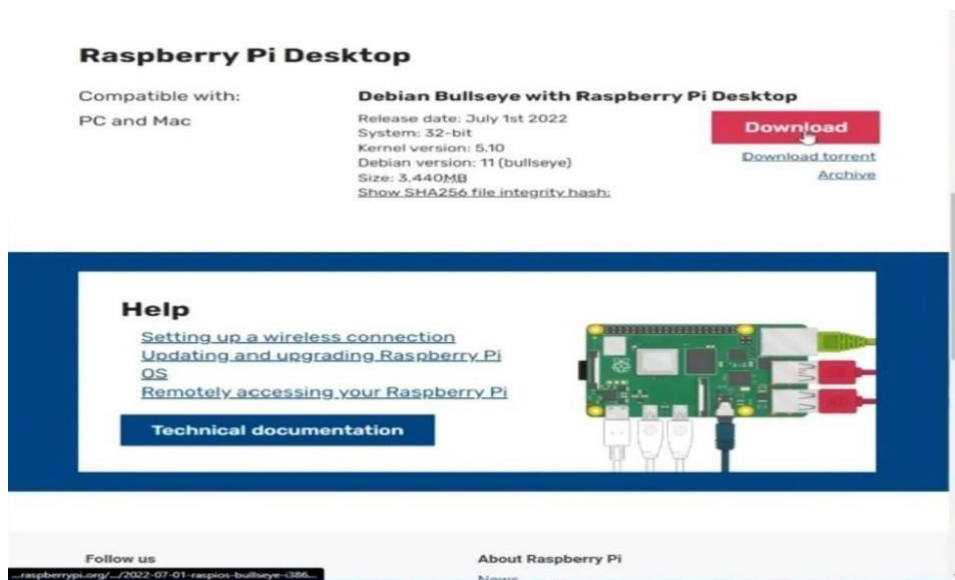 Raspberry Pi Desktop
Compatible with:
PC and Mac
Debian Bullseye with Raspberry Pi Desktop
Release date: July 1st 2022
System: 32-bit
Kernel version: 5.10
Debian version: 11 (bullseye)
Size: 3,440MB
Show SHA256 file integrity hash:
Download
Download torrent
Archive
Help
Setting up a wireless connection
Updating and upgrading Raspberry Pi
OS
Remotely accessing your Raspberry Pi
Technical documentation
Follow us
About Raspberry Pi
News
...raspberrypi.org/.../2022-07-01-raspios-bullseye-i386...